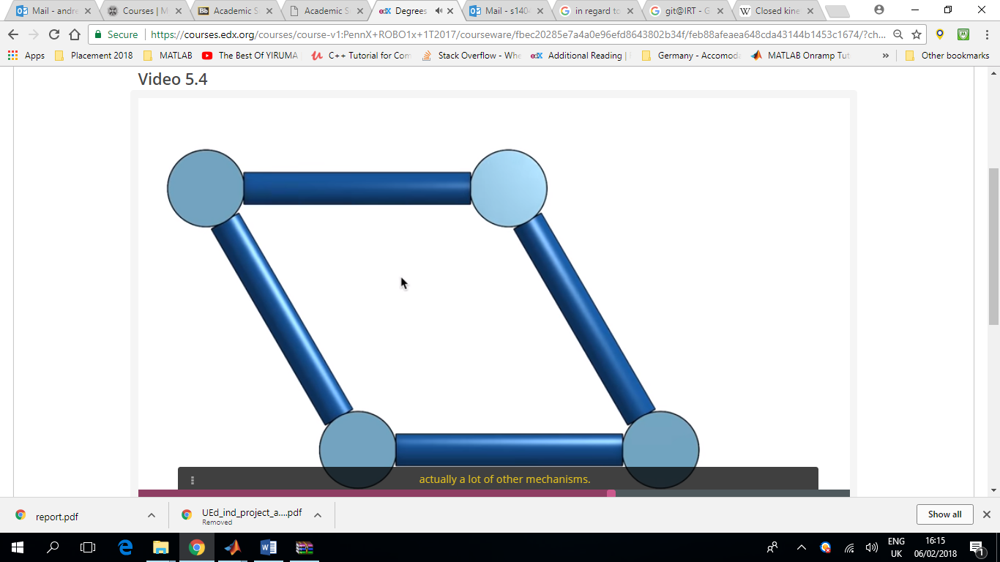 Mail - andre
Courses | M
Academic S
Academic S
Degrees
Mail - s140
in regard to
git@IRT - G
Closed kine
Secure
https://courses.edx.org/courses/course-v1:PennX+ROBO1x+1T2017/courseware/fbec20285e7a4a0e96efd8643802b34f/feb88afeaea648cda43144b1453c1674/?ch...
Apps
Placement 2018
MATLAB
The Best Of YIRUMA
C++ Tutorial for Com
Stack Overflow - Whe
Additional Reading |
Germany - Accomoda
MATLAB Onramp Tut
»
Other bookmarks
Video 5.4
actually a lot of other mechanisms.
report.pdf
UEd_ind_project_a....pdf
Removed
Show all
ENG
UK
16:15
06/02/2018
1